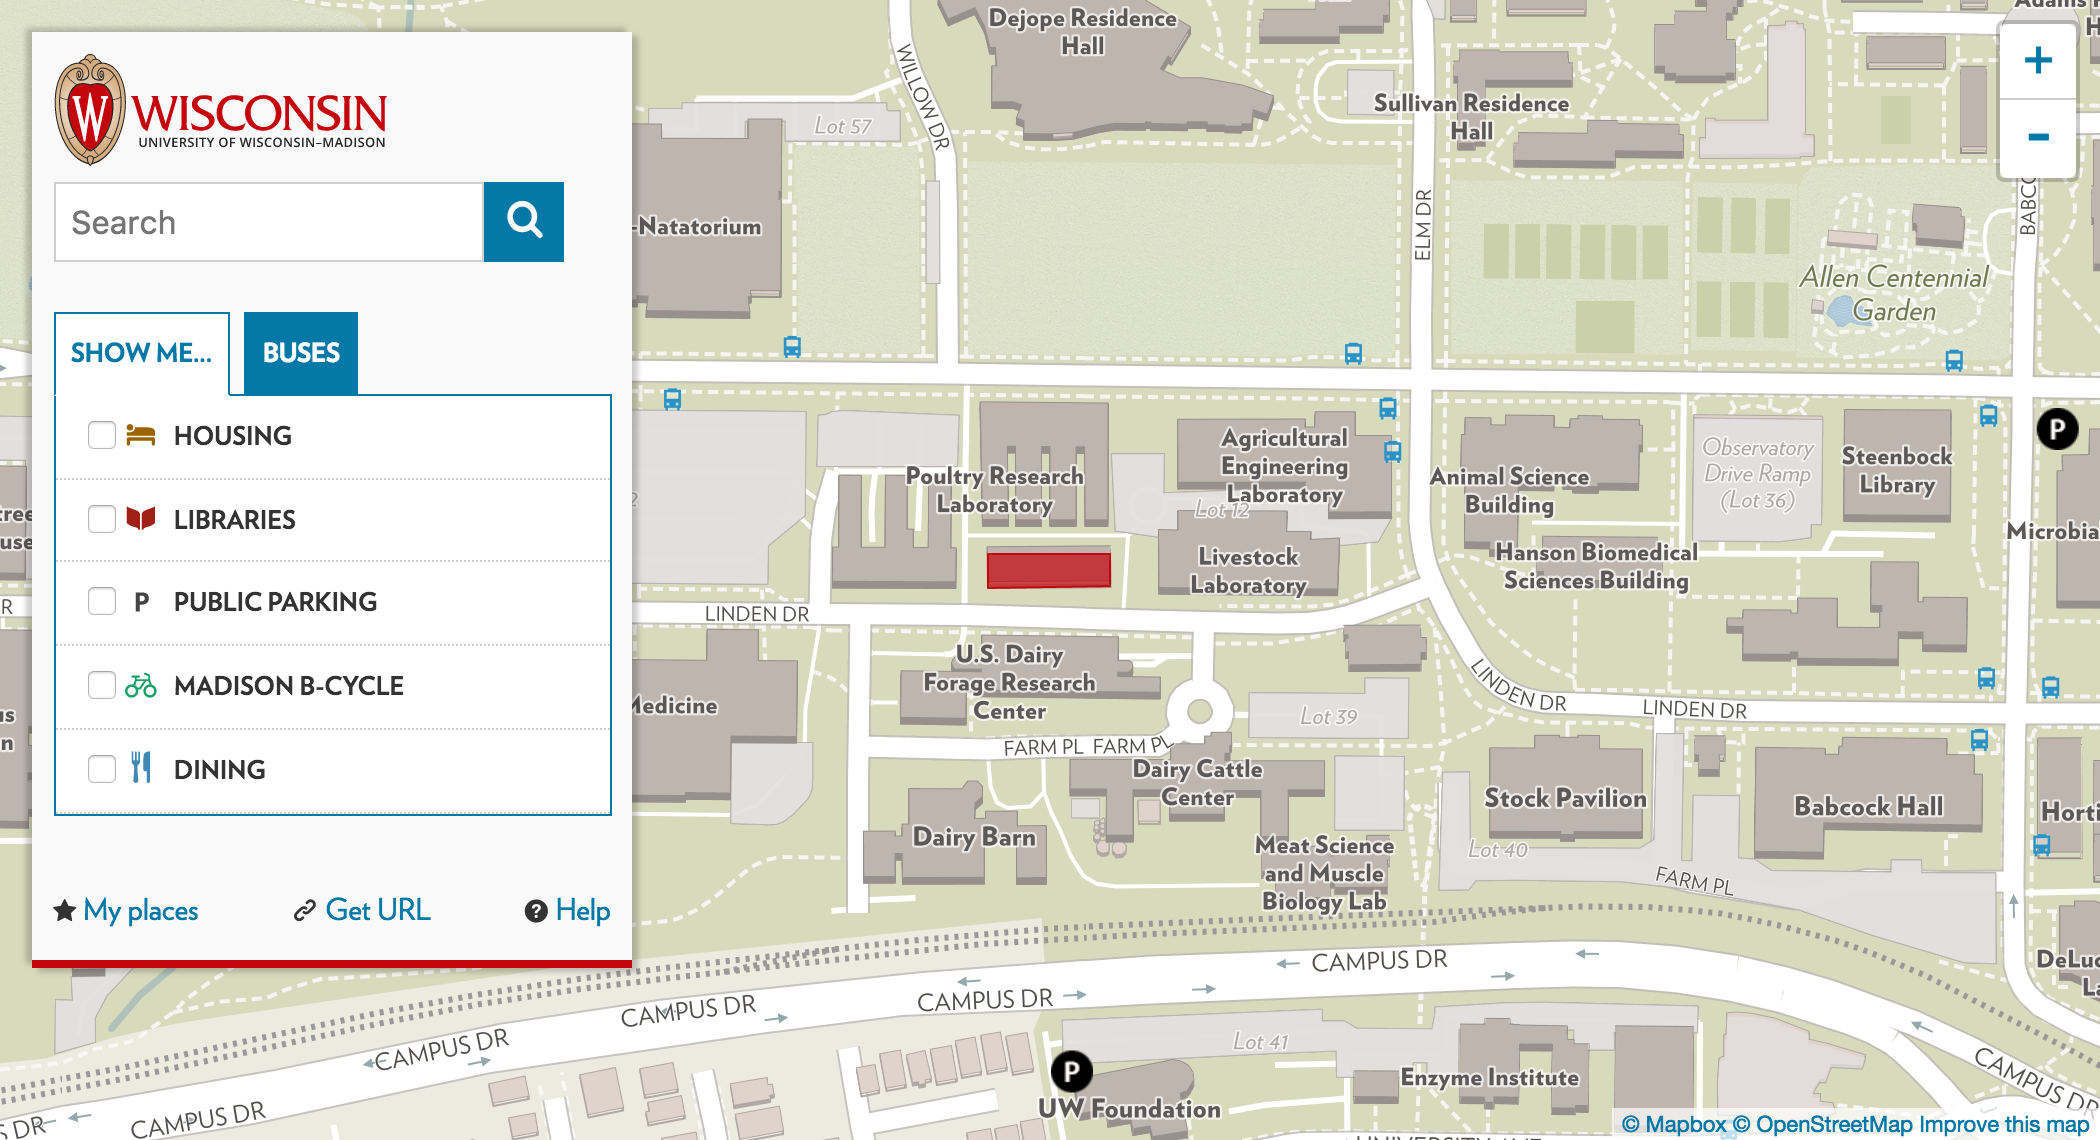 WISCONSIN
UNIVERSITY OF WISCONSIN–MADISON
Search
SHOW ME...
BUSES
HOUSING
LIBRARIES
P PUBLIC PARKING
MADISON B-CYCLE
DINING
My places
Get URL
Help
+
-
Dejope Residence
Hall
WILLOW DR
Lot 57
-Natatorium
Sullivan Residence
Hall
ELM DR
Allen Centennial
Garden
Poultry Research
Laboratory
Agricultural
Engineering
Laboratory
Lot 12
Livestock
Laboratory
Animal Science
Building
Hanson Biomedical
Sciences Building
Observatory
Drive Ramp
(Lot 36)
Steenbock
Library
P
LINDEN DR
U.S. Dairy
Forage Research
Center
Medicine
FARM PL
FARM PL
Lot 39
LINDEN DR
LINDEN DR
Dairy Cattle
Center
Dairy Barn
Meat Science
and Muscle
Biology Lab
Stock Pavilion
Lot 40
Babcock Hall
FARM PL
CAMPUS DR
CAMPUS DR
CAMPUS DR
CAMPUS DR
CAMPUS DR
CAMPUS DR
Lot 41
P
UW Foundation
Enzyme Institute
© Mapbox © OpenStreetMap Improve this map